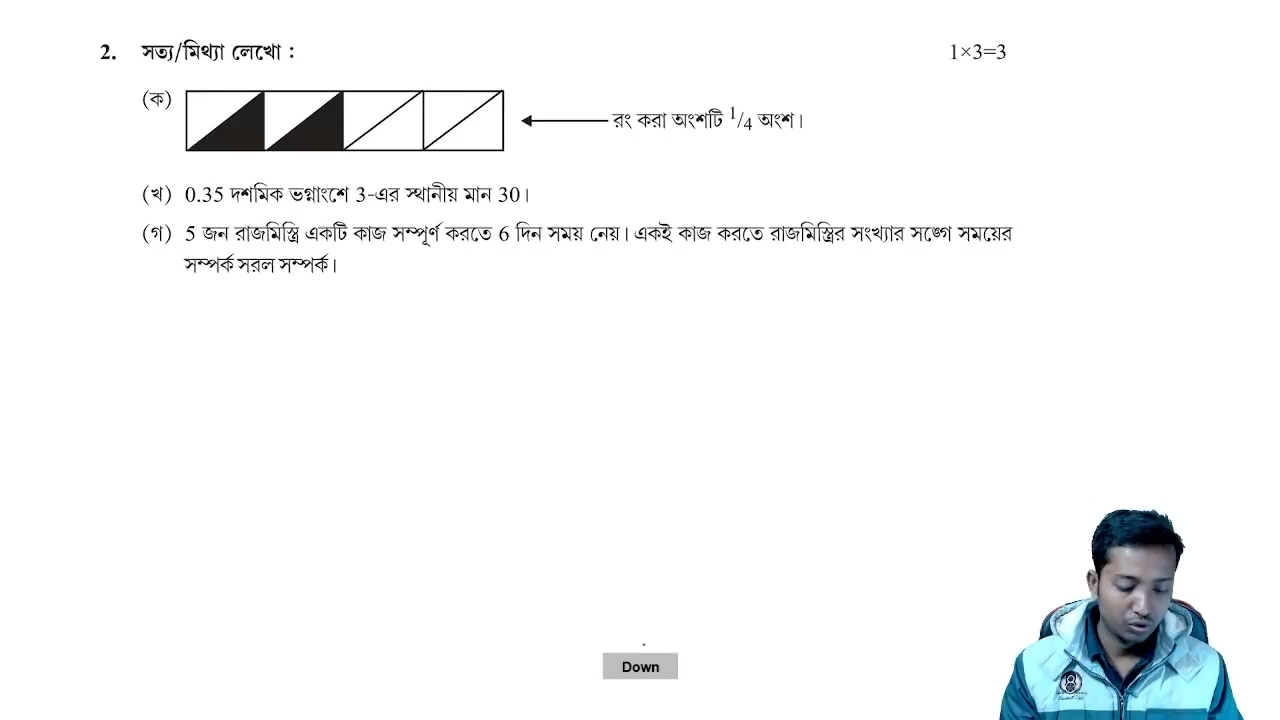 2. সত্য/মিথ্যা লেখো : 1×3=3
(ক) রং করা অংশটি 1/4 অংশ।
(খ) 0.35 দশমিক ভগ্নাংশে 3-এর স্থানীয় মান 30।
(গ) 5 জন রাজমিস্ত্রি একটি কাজ সম্পূর্ণ করতে 6 দিন সময় নেয়। একই কাজ করতে রাজমিস্ত্রির সংখ্যার সঙ্গে সময়ের
সম্পর্ক সরল সম্পর্ক।
Down